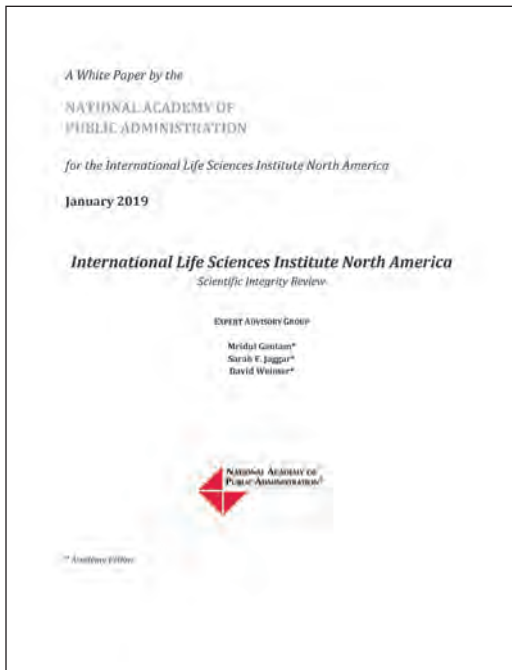 A White Paper by the
NATIONAL ACADEMY OF
PUBLIC ADMINISTRATION
for the International Life Sciences Institute North America
January 2019
International Life Sciences Institute North America
Scientific Integrity Review
EXPERT ADVISORY GROUP
Mridul Gautam*
Sarah F. Jaggar*
David Weimer*
NATIONAL ACADEMY OF
PUBLIC ADMINISTRATION®
* Academy Fellow